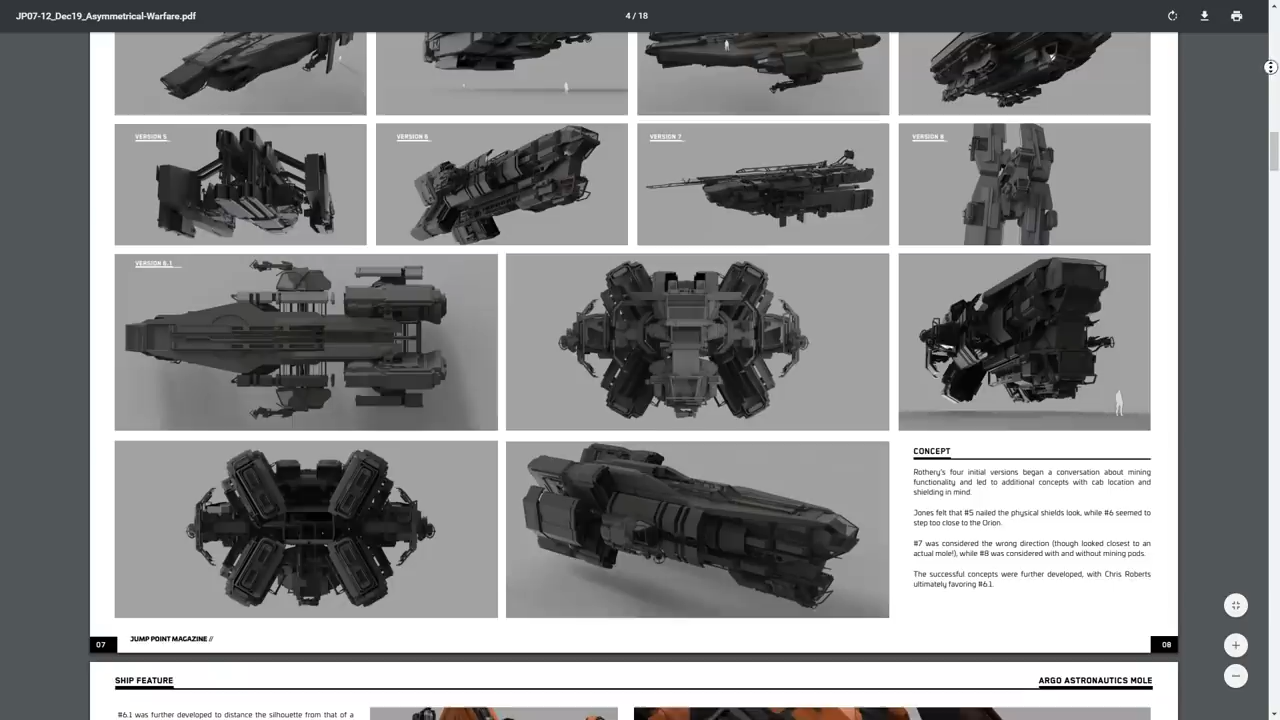 JP07-12_Dec19_Asymmetrical-Warfare.pdf
4 / 18
VERSION 5
VERSION 6
VERSION 7
VERSION 8
VERSION 6.1
CONCEPT
Rothery's four initial versions began a conversation about mining
functionality and led to additional concepts with cab location and
shielding in mind.
Jones felt that #5 nailed the physical shields look, while #6 seemed to
step too close to the Orion.
#7 was considered the wrong direction (though looked closest to an
actual mole!), while #8 was considered with and without mining pods.
The successful concepts were further developed, with Chris Roberts
ultimately favoring #6.1.
07
JUMP POINT MAGAZINE //
08
SHIP FEATURE
ARGO ASTRONAUTICS MOLE
#6.1 was further developed to distance the silhouette from that of a